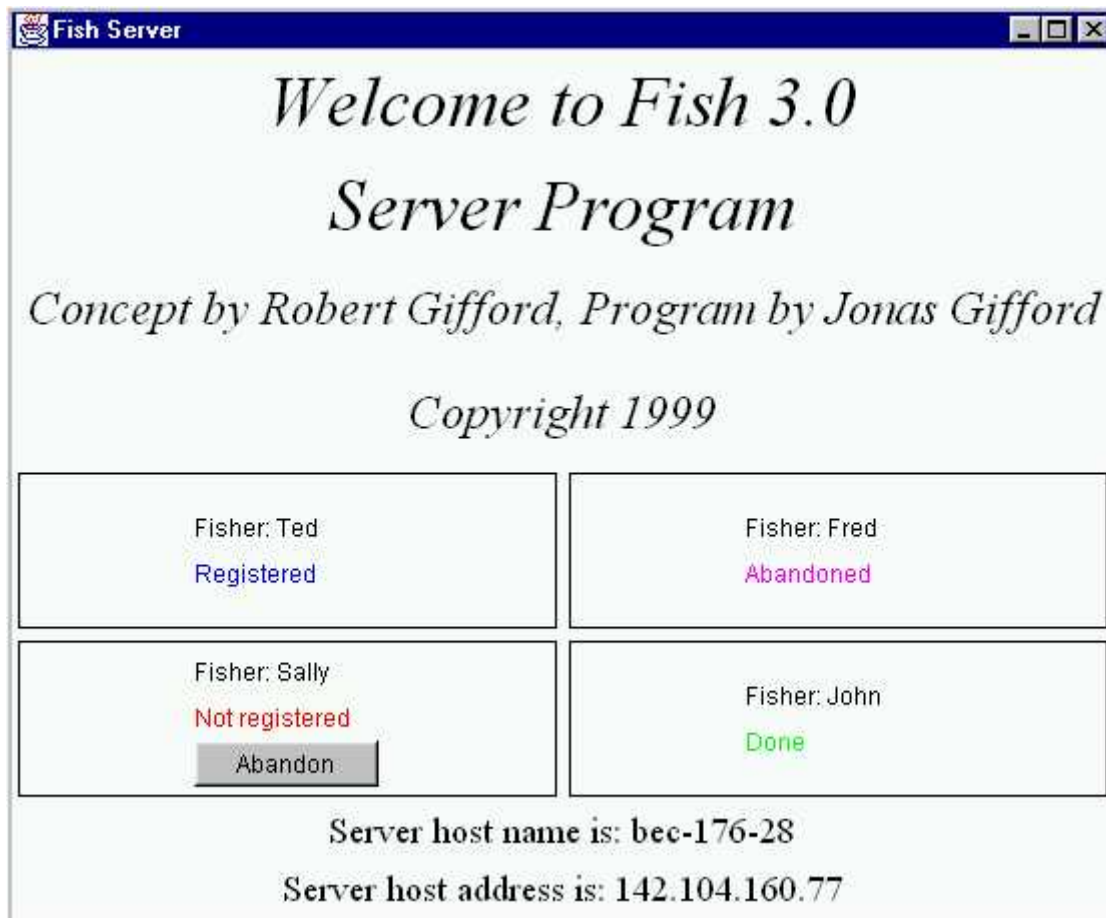 Fish Server
Welcome to Fish 3.0
Server Program
Concept by Robert Gifford, Program by Jonas Gifford
Copyright 1999
Fisher: Ted
Registered
Fisher: Fred
Abandoned
Fisher: Sally
Not registered
Abandon
Fisher: John
Done
Server host name is: bec-176-28
Server host address is: 142.104.160.77